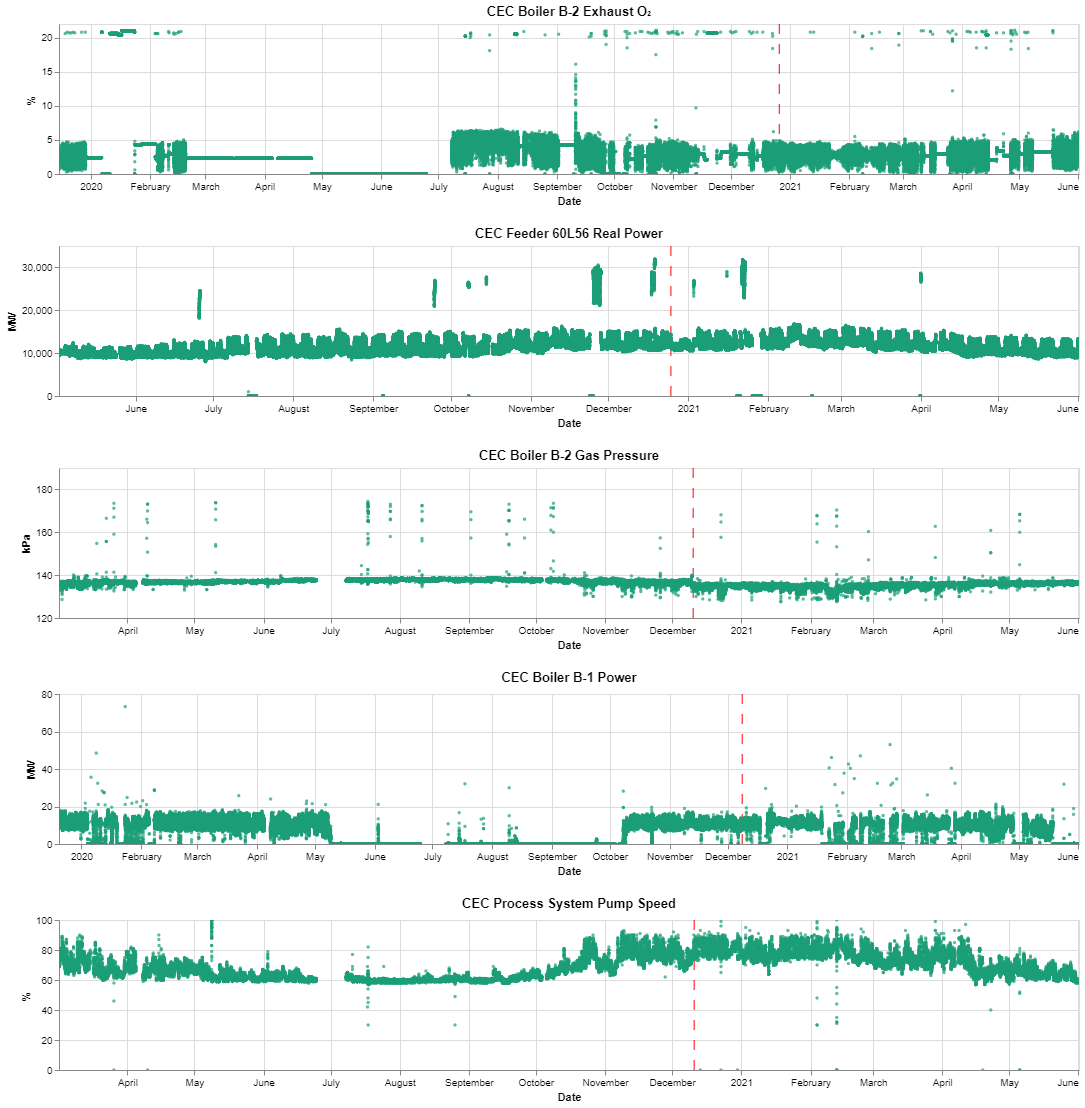 CEC Boiler B-2 Exhaust O₂
20
15
10
5
0
%
2020 February March April May June July August September October November December 2021 February March April May June
Date
CEC Feeder 60L56 Real Power
30,000
20,000
10,000
0
MW
June July August September October November December 2021 February March April May June
Date
CEC Boiler B-2 Gas Pressure
180
160
140
120
kPa
April May June July August September October November December 2021 February March April May June
Date
CEC Boiler B-1 Power
80
60
40
20
0
MW
2020 February March April May June July August September October November December 2021 February March April May June
Date
CEC Process System Pump Speed
100
80
60
40
20
0
%
April May June July August September October November December 2021 February March April May June
Date